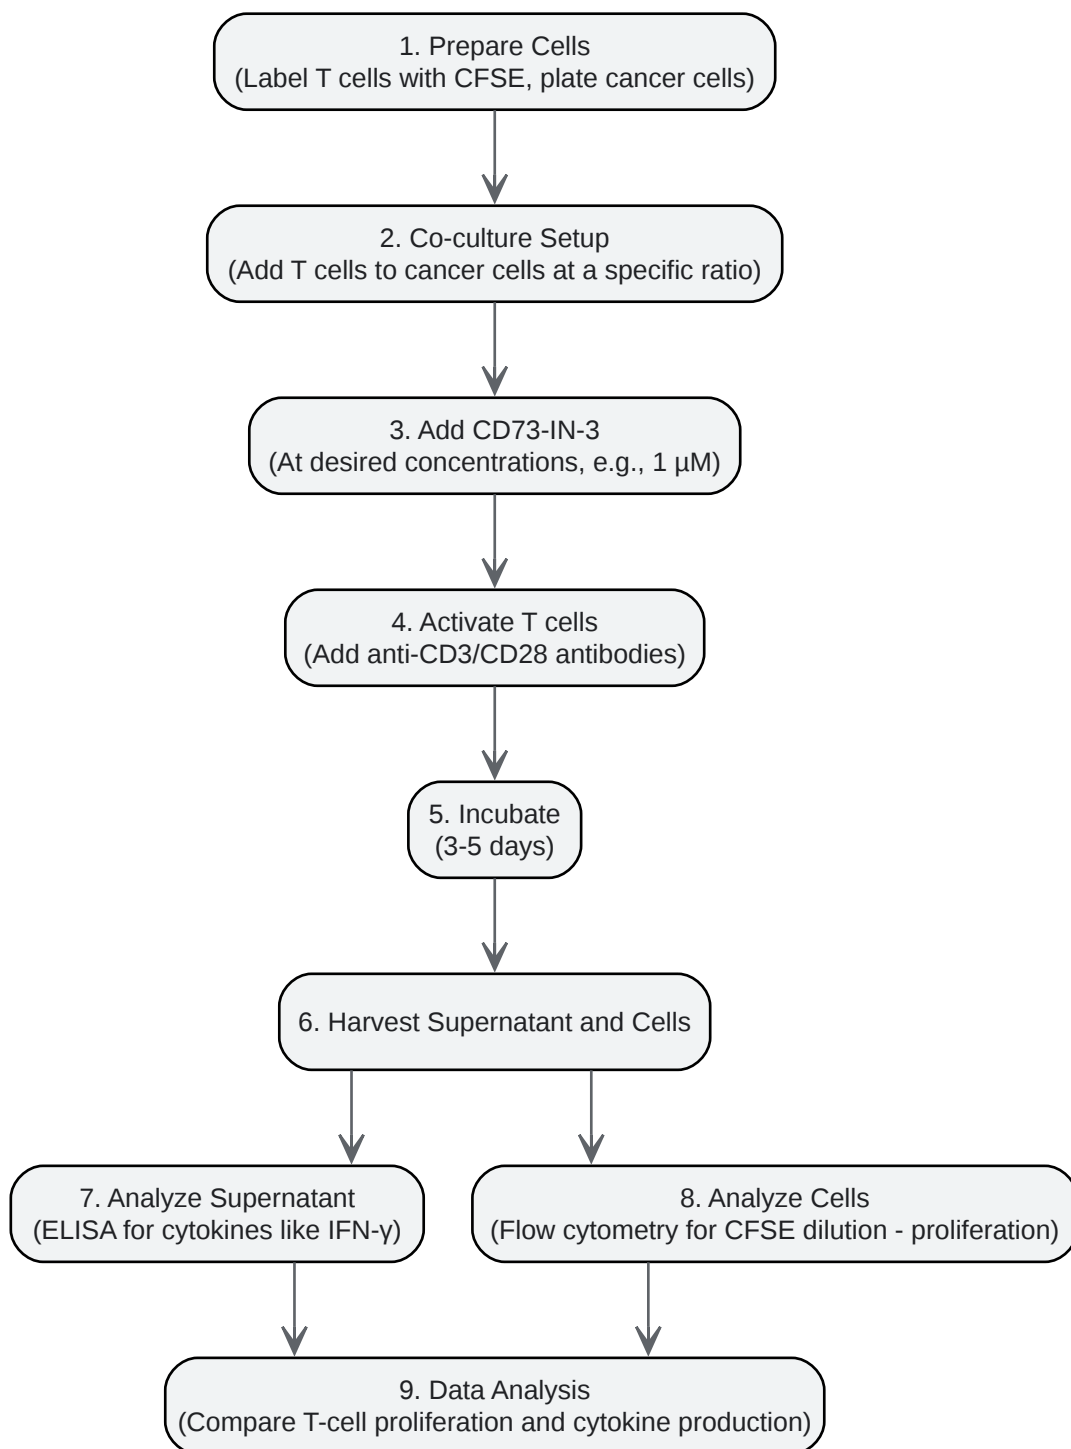 1. Prepare Cells
(Label T cells with CFSE, plate cancer cells)
2. Co-culture Setup
(Add T cells to cancer cells at a specific ratio)
3. Add CD73-IN-3
(At desired concentrations, e.g., 1 µM)
4. Activate T cells
(Add anti-CD3/CD28 antibodies)
5. Incubate
(3-5 days)
6. Harvest Supernatant and Cells
7. Analyze Supernatant
(ELISA for cytokines like IFN-γ)
8. Analyze Cells
(Flow cytometry for CFSE dilution - proliferation)
9. Data Analysis
(Compare T-cell proliferation and cytokine production)